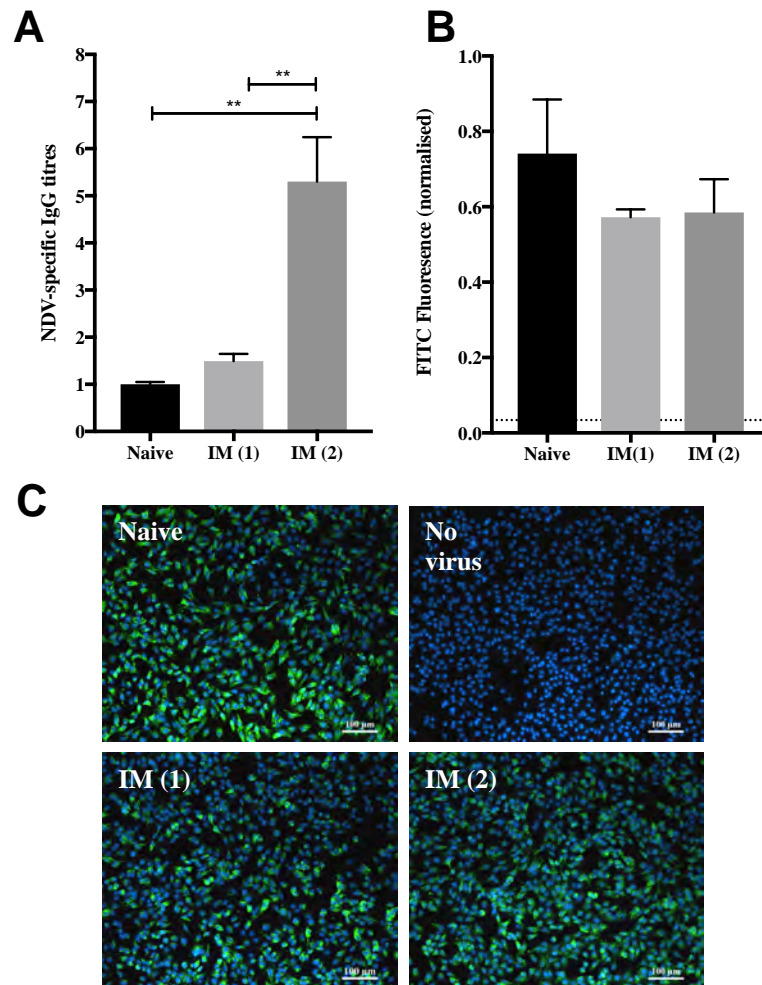 A
NDV-specific IgG titres
8
7
6
5
4
3
2
1
0
**
**
Naive IM (1) IM (2)
B
FITC Fluoresence (normalised)
1.0
0.8
0.6
0.4
0.2
0.0
Naive IM(1) IM (2)
C
Naive
100 µm
No
virus
100 µm
IM (1)
100 µm
IM (2)
100 µm